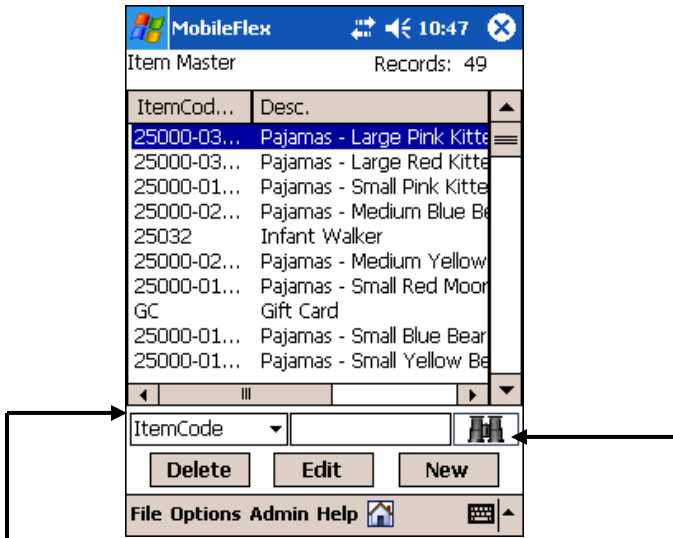 MobileFlex 10:47
Item Master Records: 49
ItemCod... Desc.
25000-03... Pajamas - Large Pink Kitte
25000-03... Pajamas - Large Red Kitte
25000-01... Pajamas - Small Pink Kitte
25000-02... Pajamas - Medium Blue Be
25032 Infant Walker
25000-02... Pajamas - Medium Yellow
25000-01... Pajamas - Small Red Moon
GC Gift Card
25000-01... Pajamas - Small Blue Bear
25000-01... Pajamas - Small Yellow Be
ItemCode
Delete Edit New
File Options Admin Help